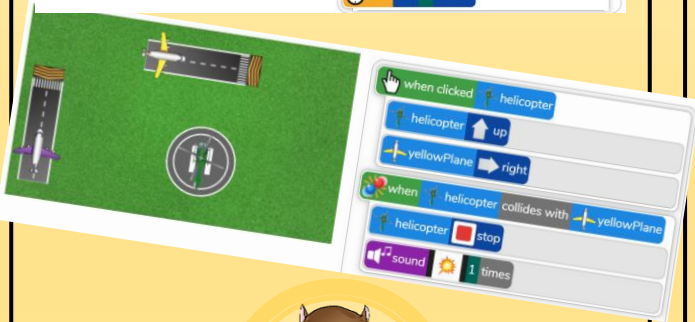 when clicked helicopter
helicopter up
yellowPlane right
when helicopter collides with yellowPlane
helicopter stop
sound 1 times